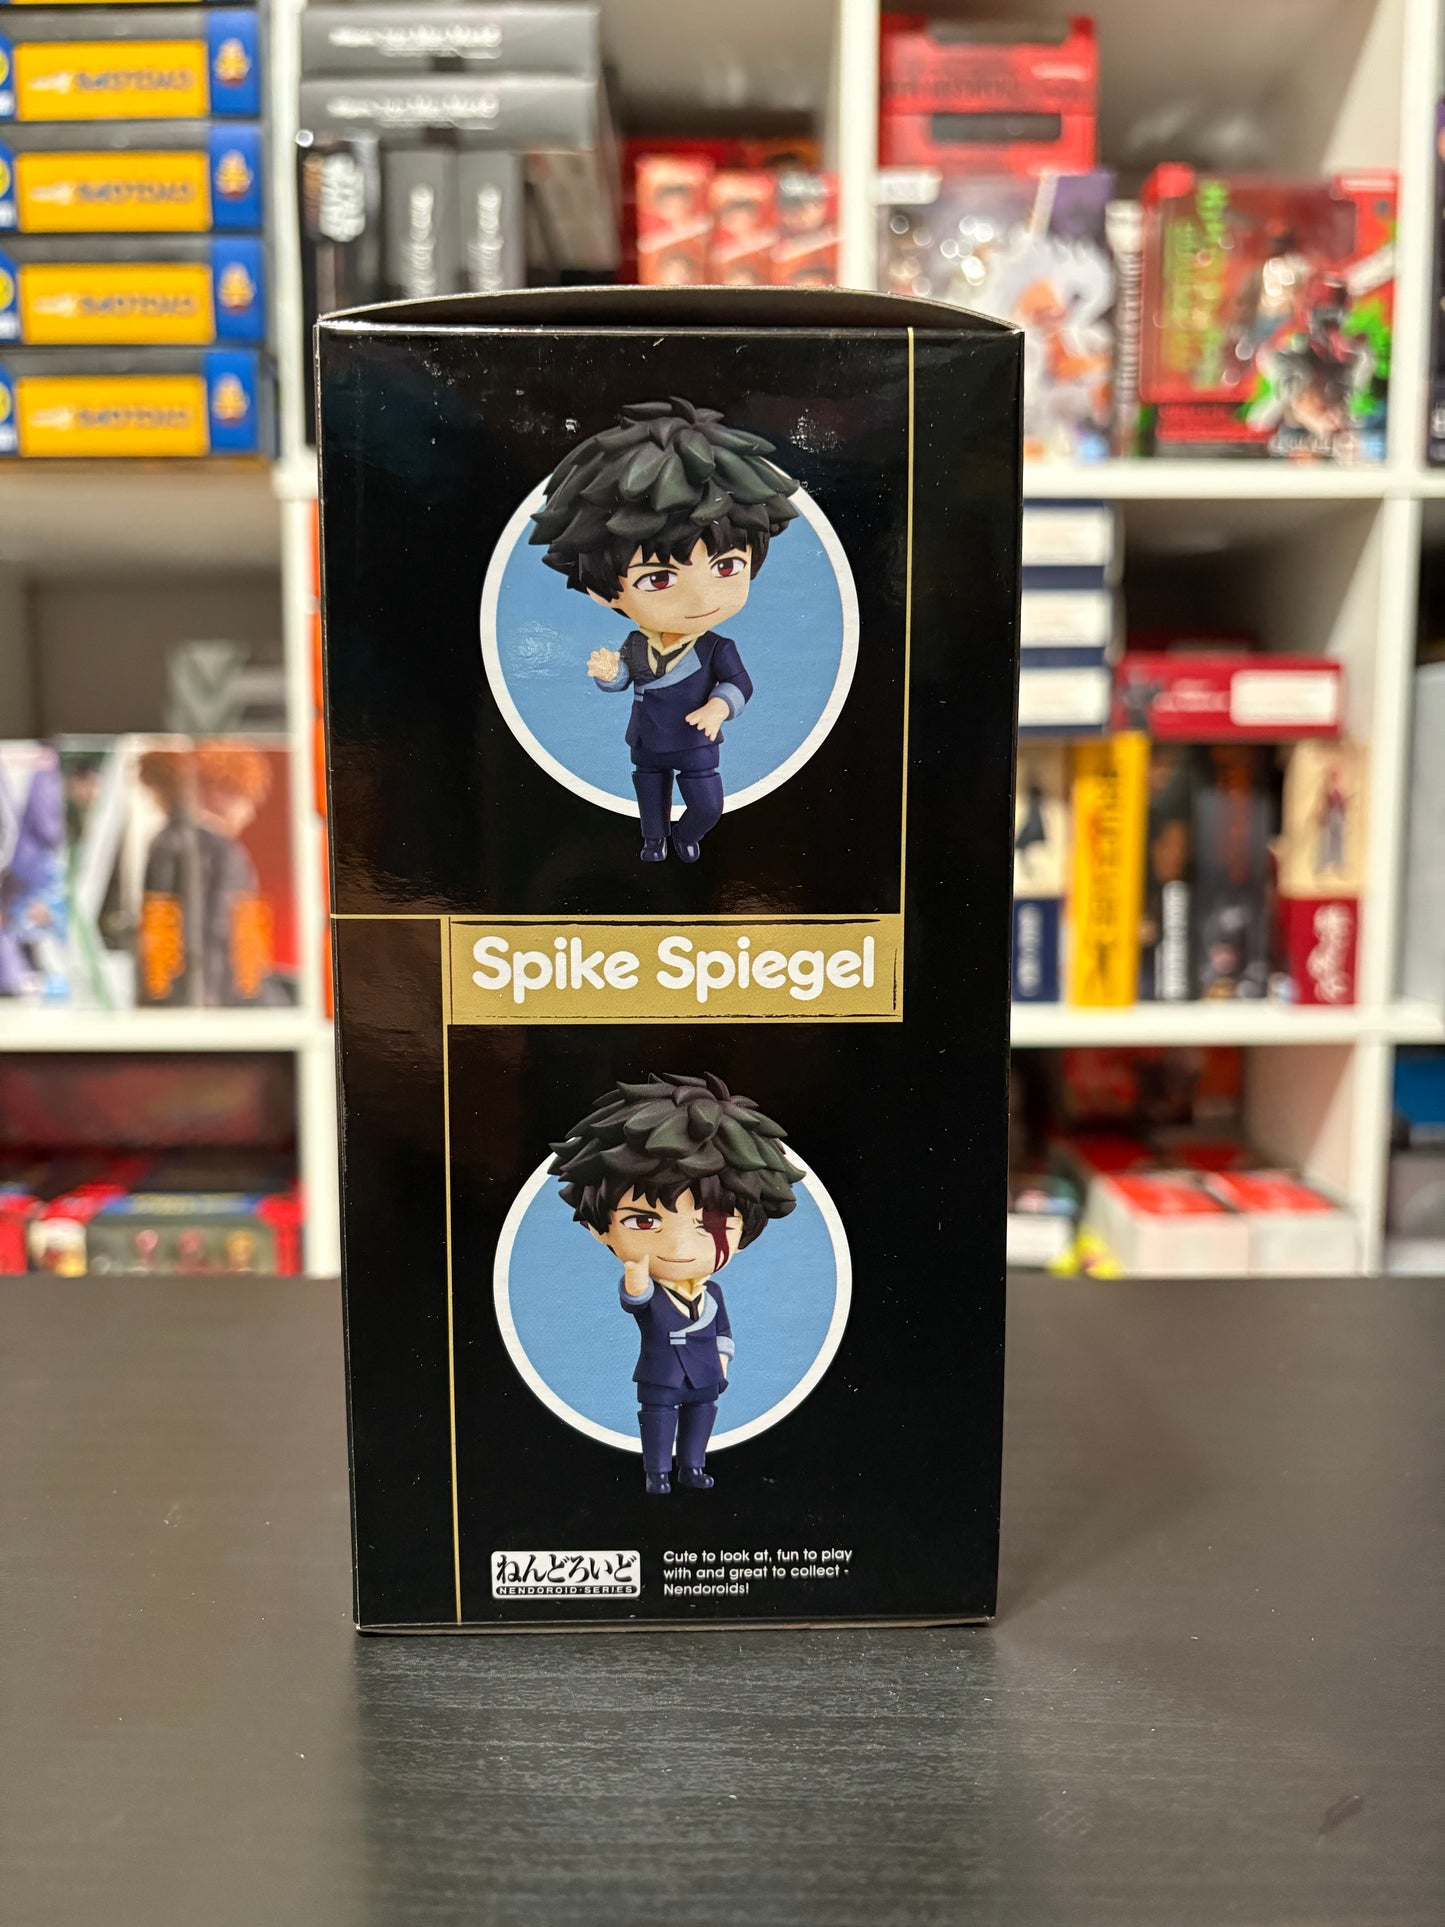 Spike Spiegel
ねんどろいど
NENDOROID·SERIES
Cute to look at, fun to play
with and great to collect -
Nendoroids!